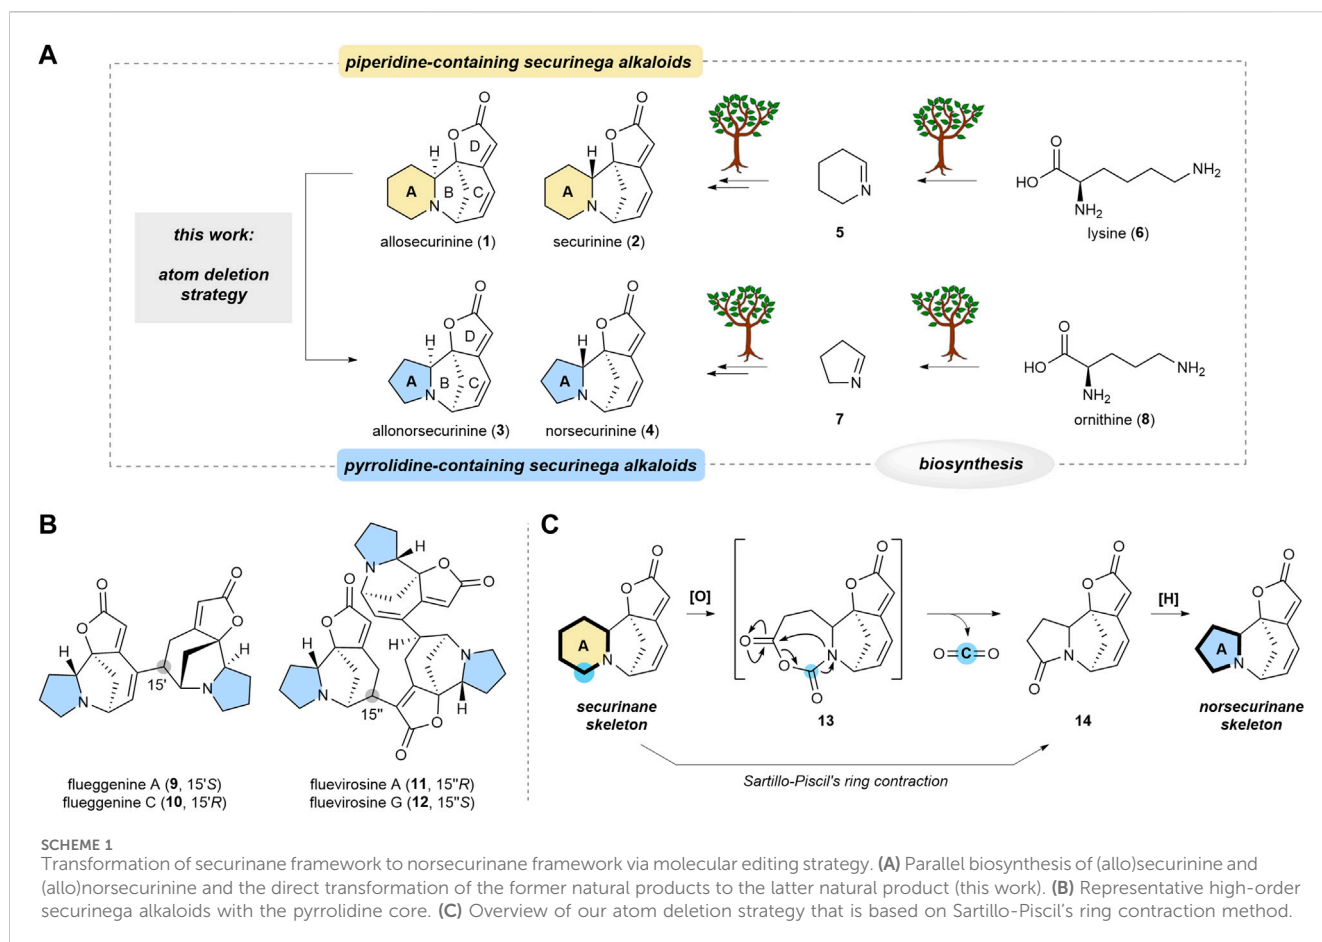 A
piperidine-containing securinega alkaloids
this work:
atom deletion
strategy
O
O
D
H
A
B
C
N
allosecurinine (1)
O
O
H
A
N
securinine (2)
N
5
O
HO
NH2
NH2
lysine (6)
O
O
D
H
A
B
C
N
allonorsecurinine (3)
O
O
H
A
N
norsecurinine (4)
N
7
O
HO
NH2
NH2
ornithine (8)
pyrrolidine-containing securinega alkaloids
biosynthesis
B
O
O
H
N
15'
O
O
H
N
flueggenine A (9, 15'S)
flueggenine C (10, 15'R)
H
N
O
O
O
O
H
N
H
N
H
15"
O
O
fluevirosine A (11, 15"R)
fluevirosine G (12, 15"S)
C
O
O
A
N
securinane
skeleton
[O]
O
O
O
O
N
O
13
O=C=O
O
O
N
O
14
[H]
O
O
A
N
norsecurinane
skeleton
Sartillo-Piscil's ring contraction
SCHEME 1
Transformation of securinane framework to norsecurinane framework via molecular editing strategy. (A) Parallel biosynthesis of (allo)securinine and
(allo)norsecurinine and the direct transformation of the former natural products to the latter natural product (this work). (B) Representative high-order
securinega alkaloids with the pyrrolidine core. (C) Overview of our atom deletion strategy that is based on Sartillo-Piscil's ring contraction method.